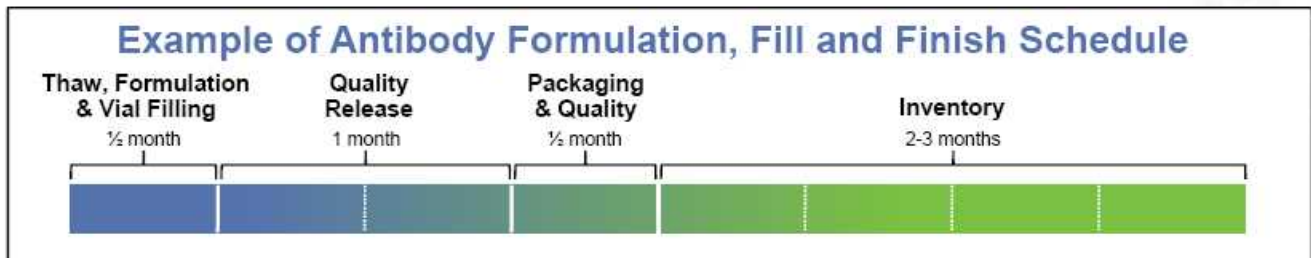 Example of Antibody Formulation, Fill and Finish Schedule
Thaw, Formulation
& Vial Filling
½ month
Quality
Release
1 month
Packaging
& Quality
½ month
Inventory
2-3 months